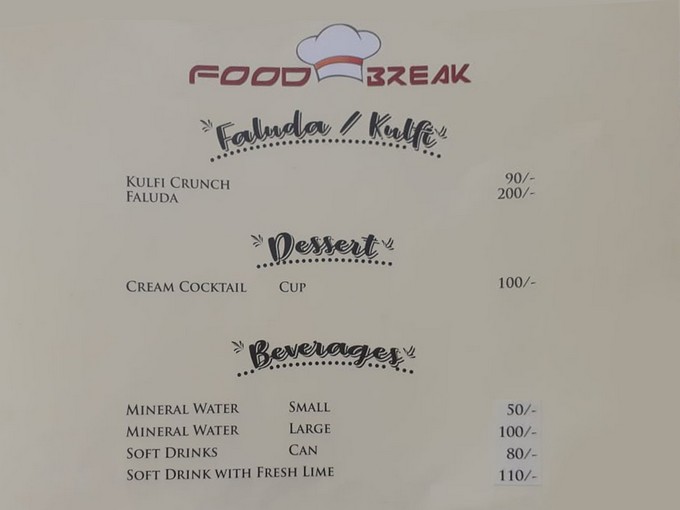 FOOD BREAK
Faluda / Kulfi
KULFI CRUNCH 90/-
FALUDA 200/-
Dessert
CREAM COCKTAIL CUP 100/-
Beverages
MINERAL WATER SMALL 50/-
MINERAL WATER LARGE 100/-
SOFT DRINKS CAN 80/-
SOFT DRINK WITH FRESH LIME 110/-